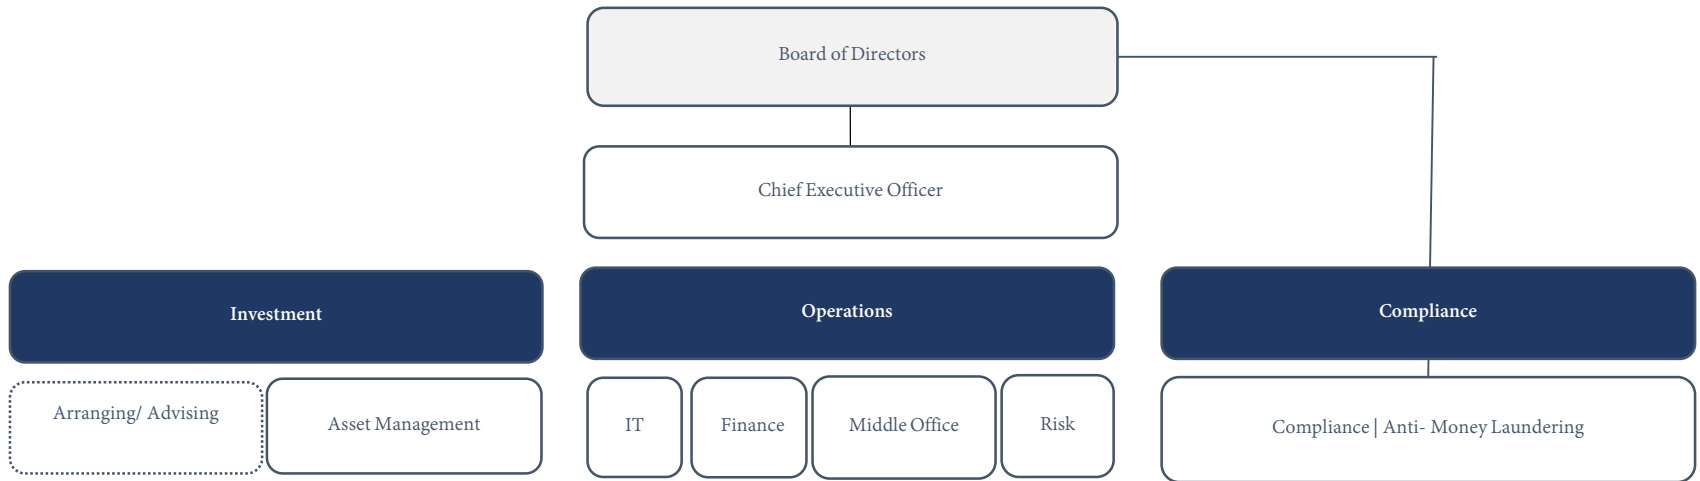 Board of Directors
Chief Executive Officer
Investment
Operations
Compliance
Arranging/ Advising
Asset Management
IT
Finance
Middle Office
Risk
Compliance | Anti- Money Laundering